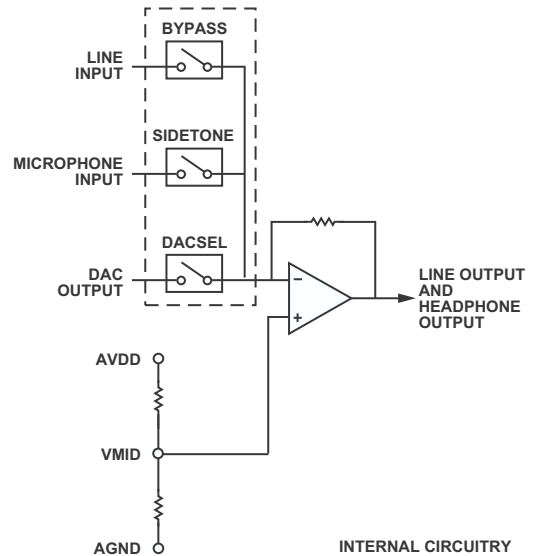 BYPASS
LINE
INPUT
SIDETONE
MICROPHONE
INPUT
DACSEL
DAC
OUTPUT
−
+
LINE OUTPUT
AND
HEADPHONE
OUTPUT
AVDD
VMID
AGND
INTERNAL CIRCUITRY